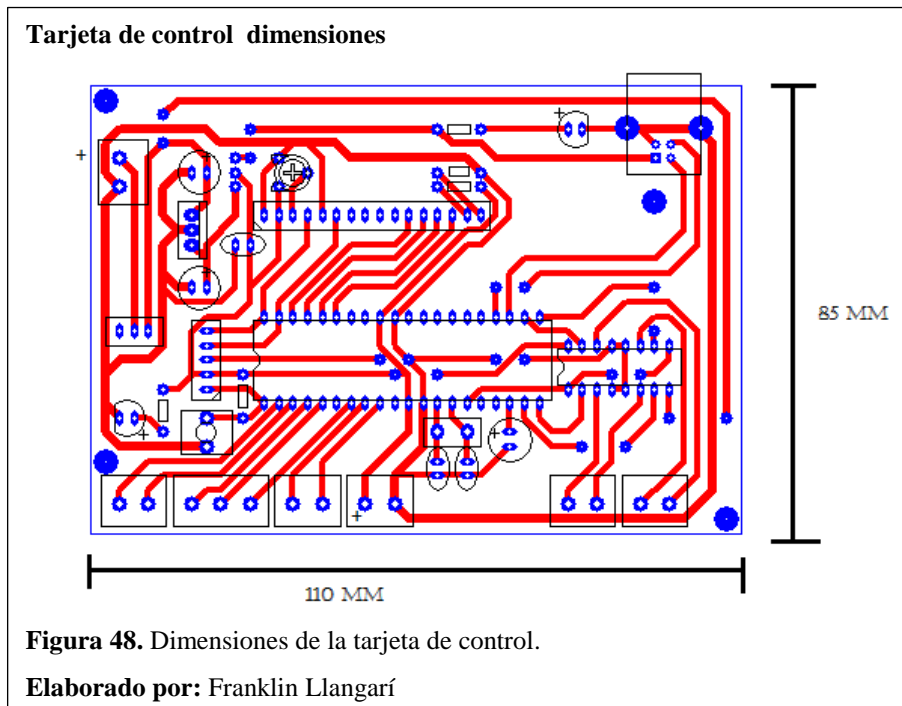 Tarjeta de control dimensiones
+
+
+
+
+
+
+
85 MM
110 MM
Figura 48. Dimensiones de la tarjeta de control.
Elaborado por: Franklin Llangarí